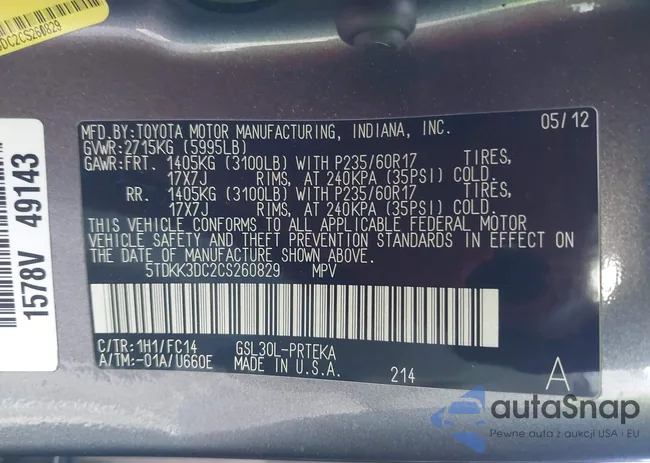 DC2CS260829
1578V 49143
MFD.BY:TOYOTA MOTOR MANUFACTURING, INDIANA, INC. 05/12
GVWR:2715KG (5995LB)
GAWR:FRT. 1405KG (3100LB) WITH P235/60R17 TIRES,
17X7J RIMS, AT 240KPA (35PSI) COLD.
RR. 1405KG (3100LB) WITH P235/60R17 TIRES,
17X7J RIMS, AT 240KPA (35PSI) COLD.
THIS VEHICLE CONFORMS TO ALL APPLICABLE FEDERAL MOTOR
VEHICLE SAFETY AND THEFT PREVENTION STANDARDS IN EFFECT ON
THE DATE OF MANUFACTURE SHOWN ABOVE.
5TDKK3DC2CS260829 MPV
C/TR:1H1/FC14 GSL30L-PRTEKA
A/TM:-01A/U660E MADE IN U.S.A. 214 A
autaSnap
Pewne auta z aukcji USA i EU